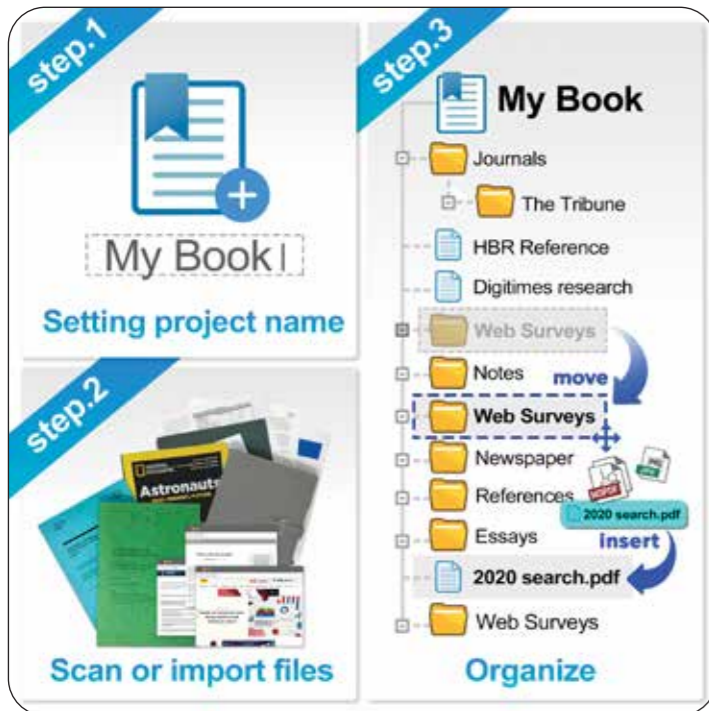 step.1
My Book
Setting project name
step.2
Astronauts
Scan or import files
step.3
My Book
Journals
The Tribune
HBR Reference
Digitimes research
Web Surveys
Notes
move
Web Surveys
Newspaper
References
2020 search.pdf
Essays
insert
2020 search.pdf
Web Surveys
Organize